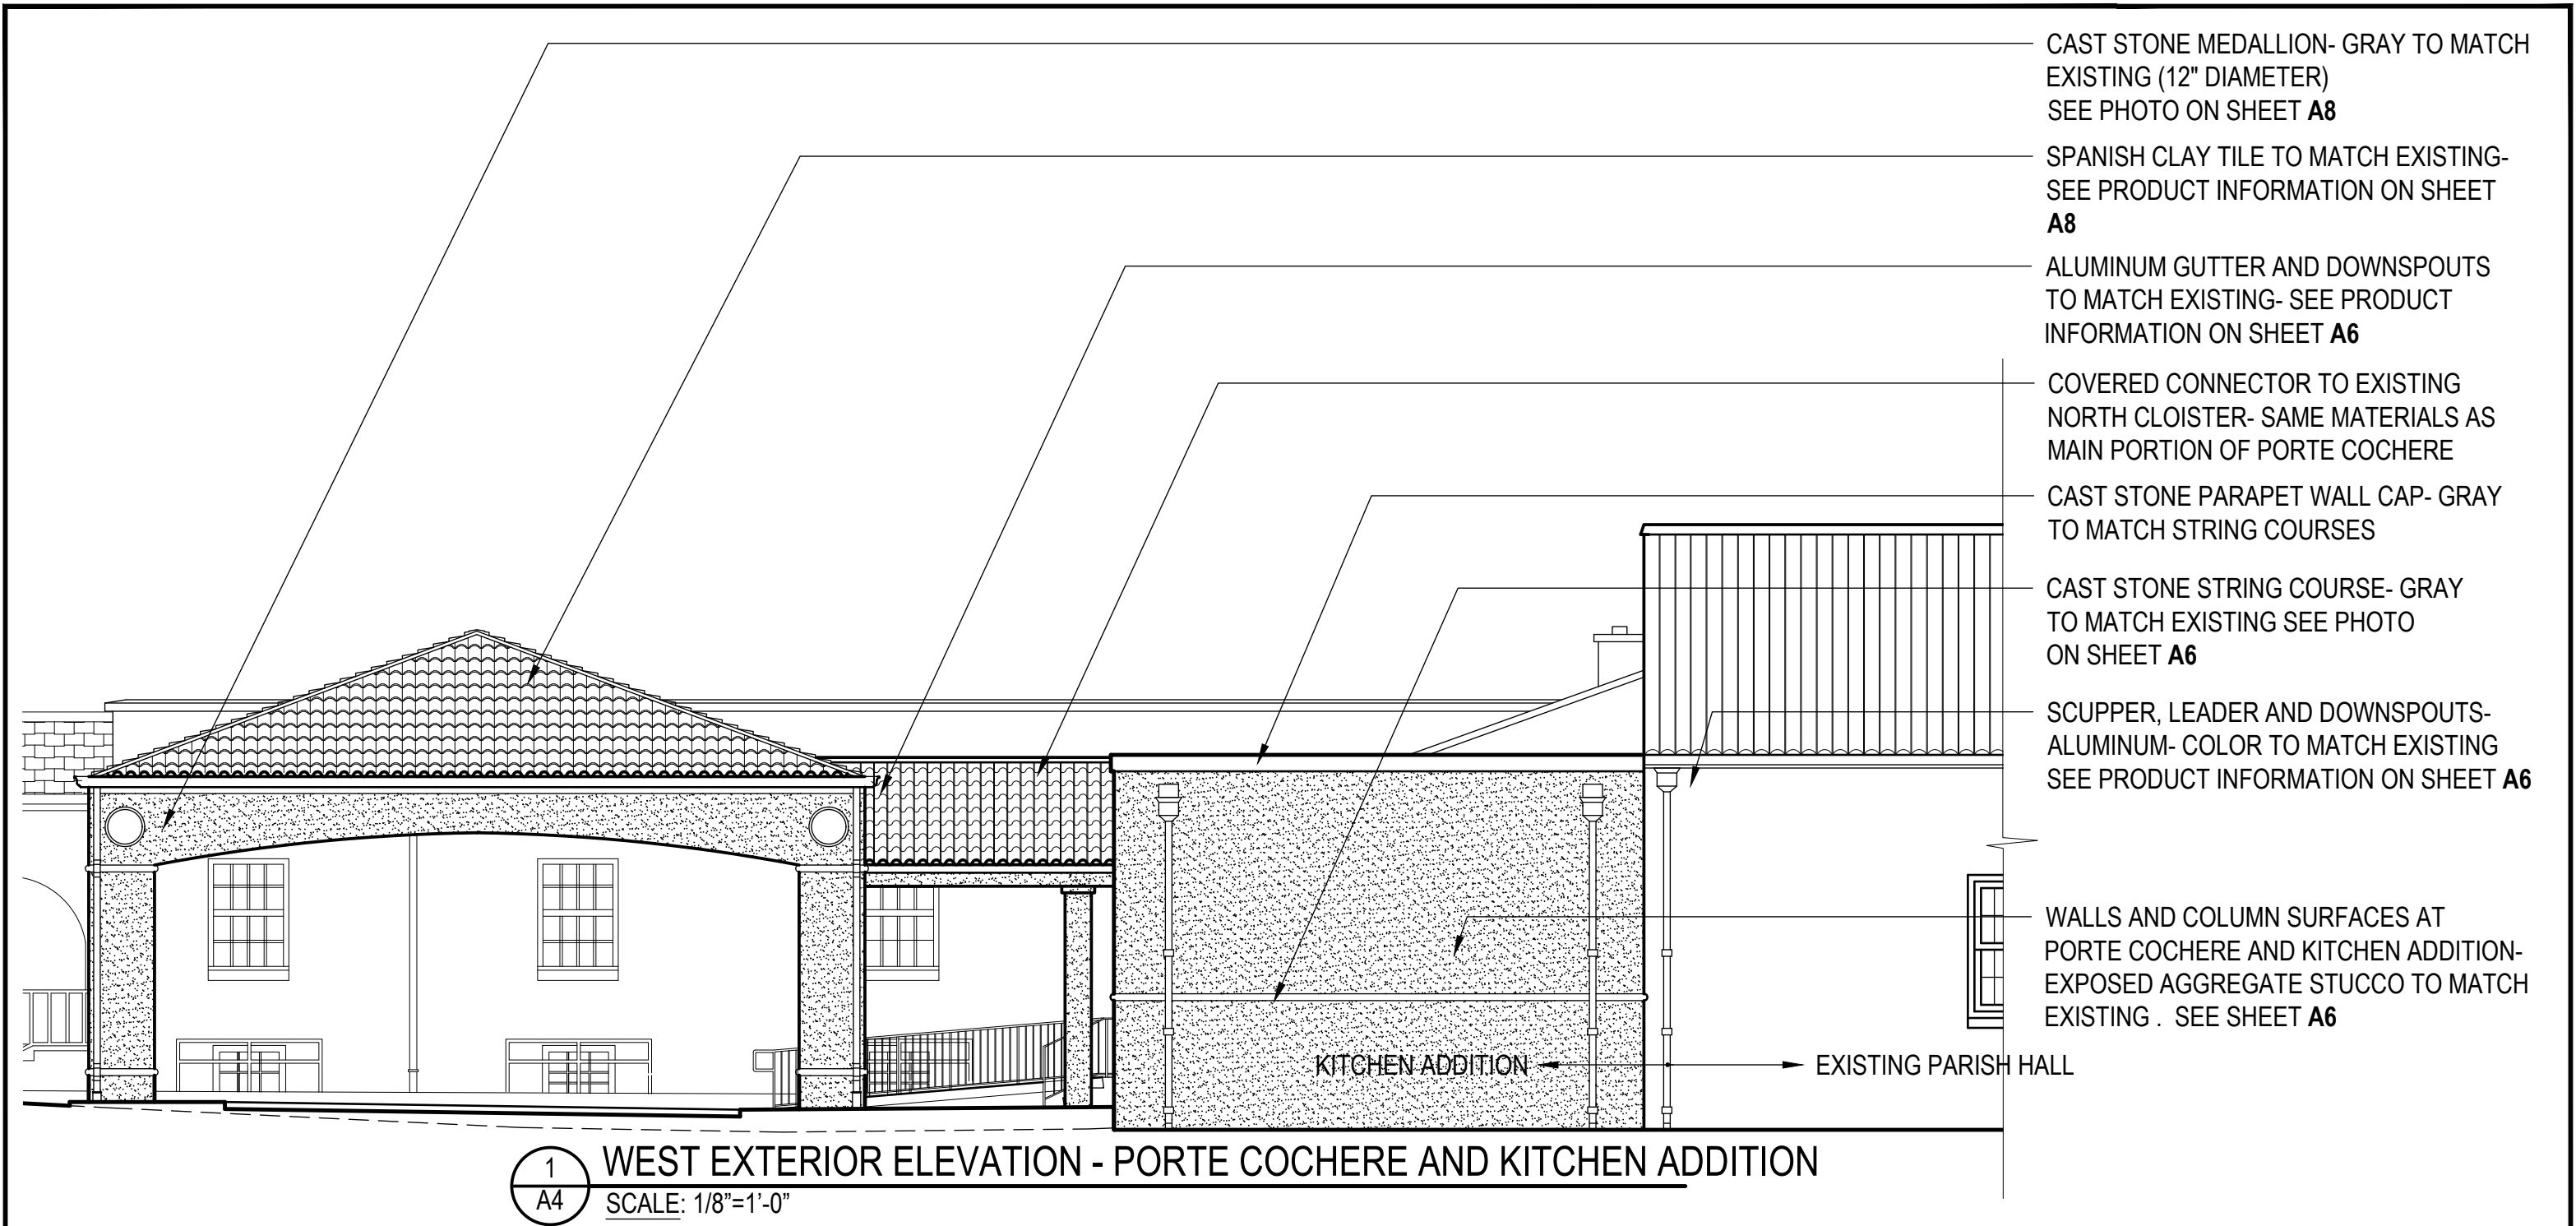 CAST STONE MEDALLION- GRAY TO MATCH
EXISTING (12" DIAMETER)
SEE PHOTO ON SHEET A8
SPANISH CLAY TILE TO MATCH EXISTING-
SEE PRODUCT INFORMATION ON SHEET
A8
ALUMINUM GUTTER AND DOWNSPOUTS
TO MATCH EXISTING- SEE PRODUCT
INFORMATION ON SHEET A6
COVERED CONNECTOR TO EXISTING
NORTH CLOISTER- SAME MATERIALS AS
MAIN PORTION OF PORTE COCHERE
CAST STONE PARAPET WALL CAP- GRAY
TO MATCH STRING COURSES
CAST STONE STRING COURSE- GRAY
TO MATCH EXISTING SEE PHOTO
ON SHEET A6
SCUPPER, LEADER AND DOWNSPOUTS-
ALUMINUM- COLOR TO MATCH EXISTING
SEE PRODUCT INFORMATION ON SHEET A6
WALLS AND COLUMN SURFACES AT
PORTE COCHERE AND KITCHEN ADDITION-
EXPOSED AGGREGATE STUCCO TO MATCH
EXISTING . SEE SHEET A6
KITCHEN ADDITION
EXISTING PARISH HALL
1
A4
WEST EXTERIOR ELEVATION - PORTE COCHERE AND KITCHEN ADDITION
SCALE: 1/8"=1'-0"